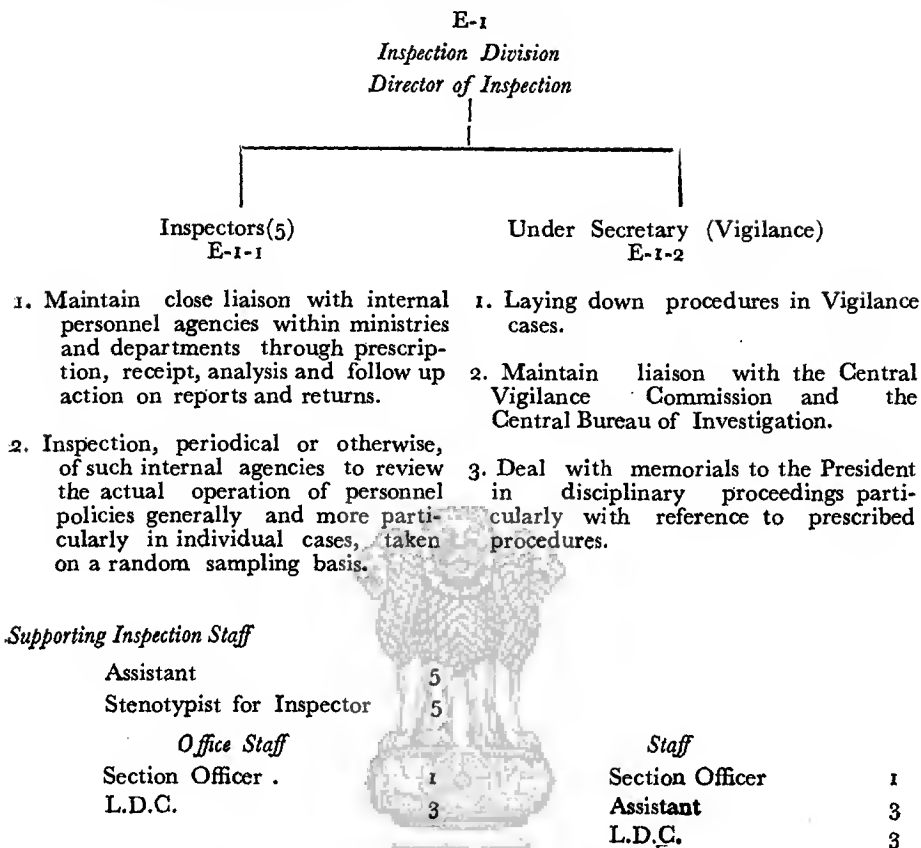 E-1
Inspection Division
Director of Inspection
Inspectors(5)
E-1-1
1. Maintain close liaison with internal
personnel agencies within ministries
and departments through prescrip-
tion, receipt, analysis and follow up
action on reports and returns.
2. Inspection, periodical or otherwise,
of such internal agencies to review
the actual operation of personnel
policies generally and more parti-
cularly in individual cases, taken
on a random sampling basis.
Under Secretary (Vigilance)
E-1-2
1. Laying down procedures in Vigilance
cases.
2. Maintain liaison with the Central
Vigilance Commission and the
Central Bureau of Investigation.
3. Deal with memorials to the President
in disciplinary proceedings parti-
cularly with reference to prescribed
procedures.
Supporting Inspection Staff
Assistant 5
Stenotypist for Inspector 5
Office Staff
Section Officer . 1
L.D.C. 3
Staff
Section Officer 1
Assistant 3
L.D.C. 3